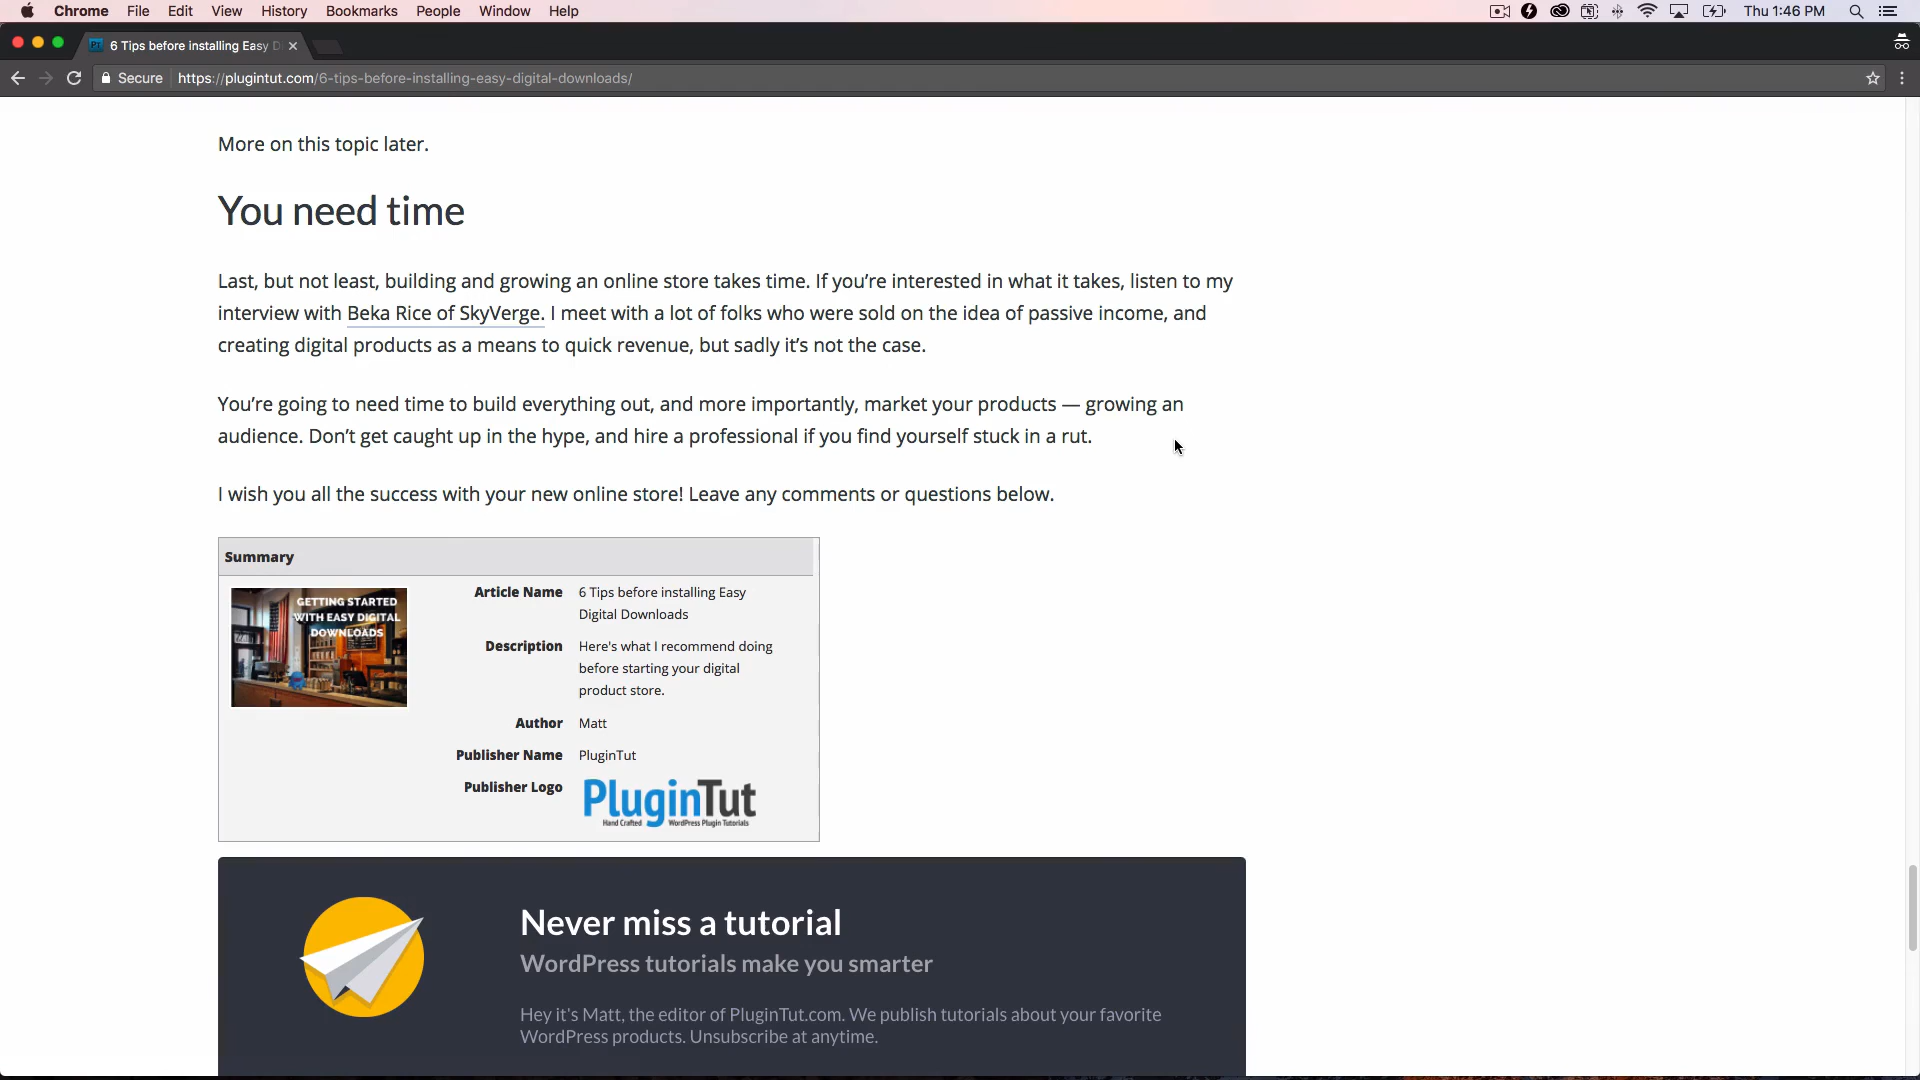 Chrome File Edit View History Bookmarks People Window Help Thu 1:46 PM
6 Tips before installing Easy D
Secure https://plugintut.com/6-tips-before-installing-easy-digital-downloads/
More on this topic later.
You need time
Last, but not least, building and growing an online store takes time. If you’re interested in what it takes, listen to my
interview with Beka Rice of SkyVerge. I meet with a lot of folks who were sold on the idea of passive income, and
creating digital products as a means to quick revenue, but sadly it’s not the case.
You’re going to need time to build everything out, and more importantly, market your products — growing an
audience. Don’t get caught up in the hype, and hire a professional if you find yourself stuck in a rut.
I wish you all the success with your new online store! Leave any comments or questions below.
Summary
GETTING STARTED
WITH EASY DIGITAL
DOWNLOADS
Article Name 6 Tips before installing Easy
Digital Downloads
Description Here's what I recommend doing
before starting your digital
product store.
Author Matt
Publisher Name PluginTut
Publisher Logo PluginTut
Hand Crafted WordPress Plugin Tutorials
Never miss a tutorial
WordPress tutorials make you smarter
Hey it's Matt, the editor of PluginTut.com. We publish tutorials about your favorite
WordPress products. Unsubscribe at anytime.